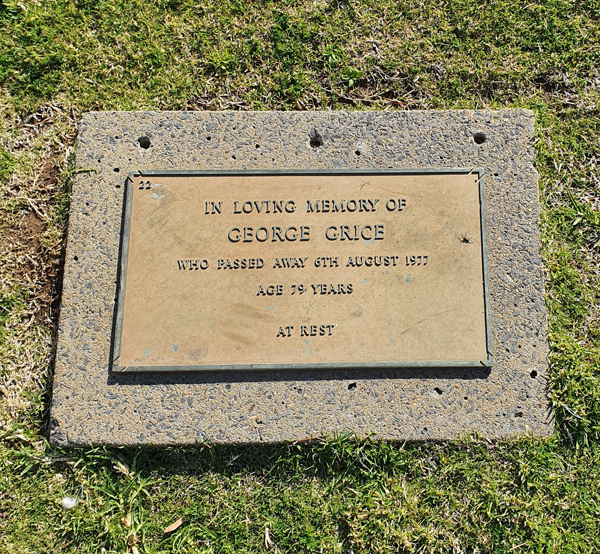 22
IN LOVING MEMORY OF
GEORGE GRICE
WHO PASSED AWAY 6TH AUGUST 1977
AGE 79 YEARS
AT REST